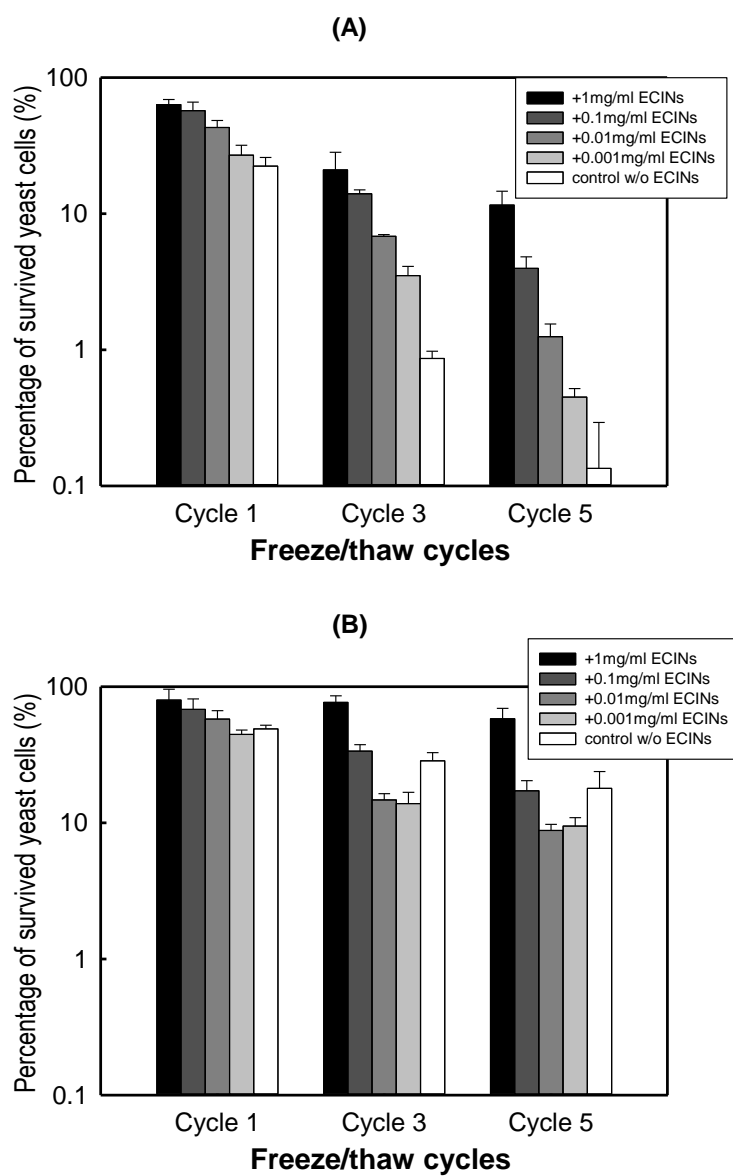 (A)
Percentage of survived yeast cells (%)
100
10
1
0.1
+1mg/ml ECINs
+0.1mg/ml ECINs
+0.01mg/ml ECINs
+0.001mg/ml ECINs
control w/o ECINs
Cycle 1 Cycle 3 Cycle 5
Freeze/thaw cycles
(B)
Percentage of survived yeast cells (%)
100
10
1
0.1
+1mg/ml ECINs
+0.1mg/ml ECINs
+0.01mg/ml ECINs
+0.001mg/ml ECINs
control w/o ECINs
Cycle 1 Cycle 3 Cycle 5
Freeze/thaw cycles